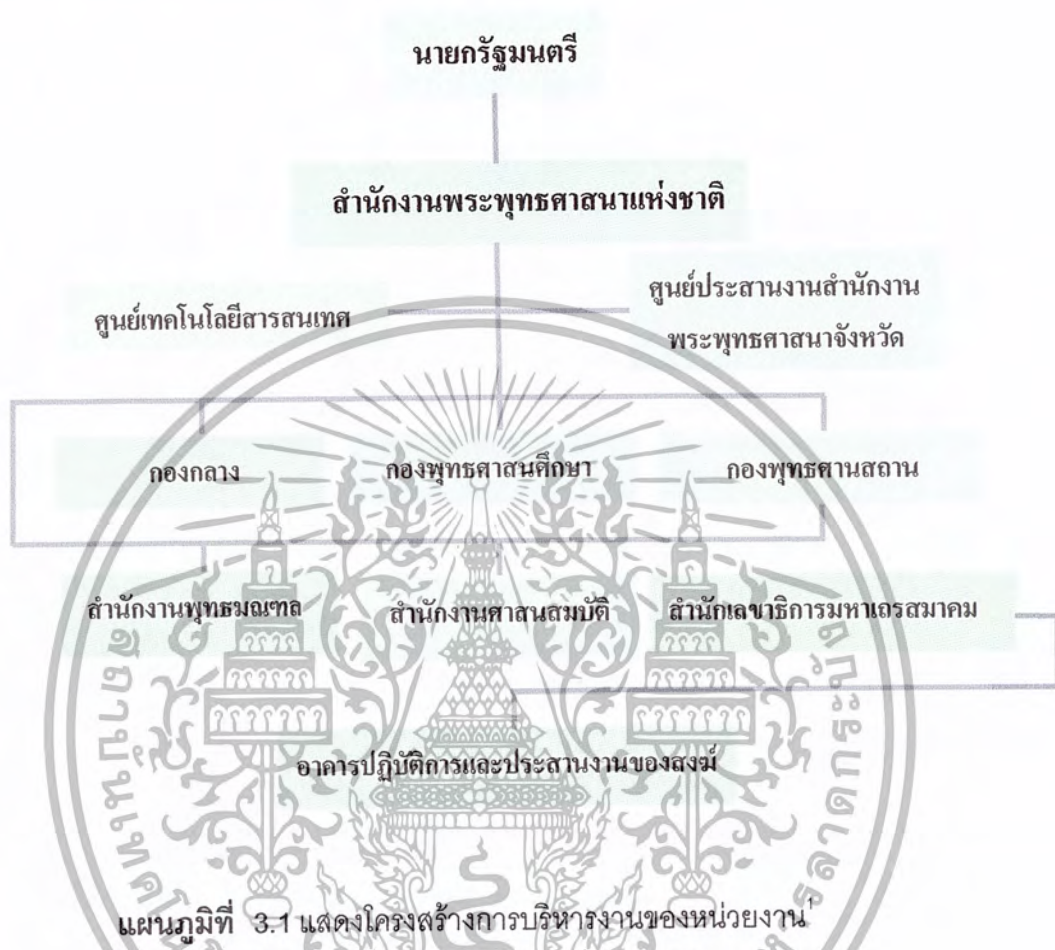 นายกรัฐมนตรี
สำนักงานพระพุทธศาสนาแห่งชาติ
ศูนย์เทคโนโลยีสารสนเทศ
ศูนย์ประสานงานสำนักงาน
พระพุทธศาสนาจังหวัด
กองกลาง
กองพุทธศาสนศึกษา
กองพุทธศานสถาน
สำนักงานพุทธมณฑล
สำนักงานศาสนสมบัติ
สำนักเลขาธิการมหาเถรสมาคม
อาคารปฏิบัติการและประสานงานของสงฆ์
แผนภูมิที่ 3.1 แสดงโครงสร้างการบริหารงานของหน่วยงาน¹